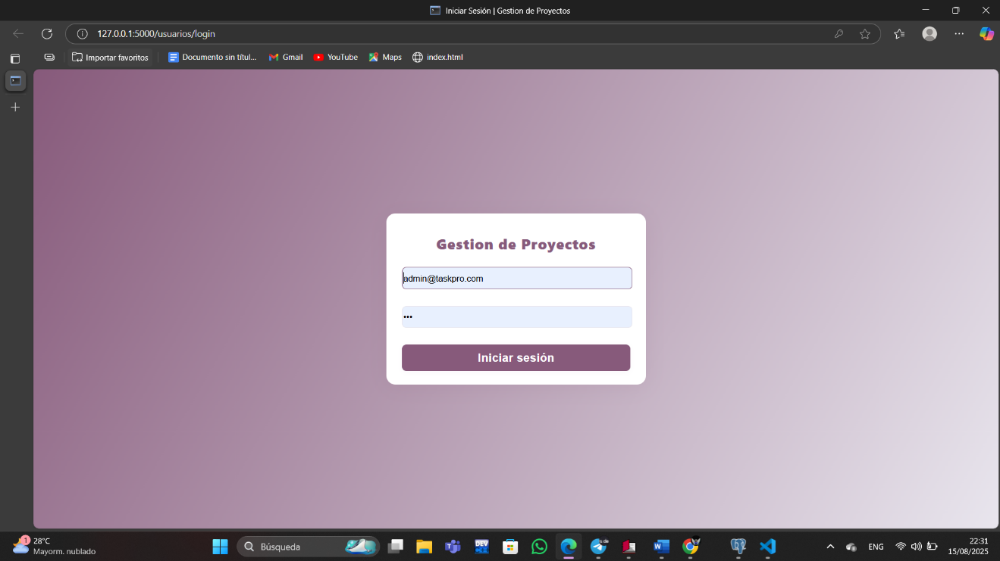 Iniciar Sesión | Gestion de Proyectos
127.0.0.1:5000/usuarios/login
Importar favoritos
Documento sin títul...
Gmail
YouTube
Maps
index.html
Gestion de Proyectos
admin@taskpro.com
•••
Iniciar sesión
1
28°C
Mayorm. nublado
Búsqueda
DEV
ENG
22:31
15/08/2025